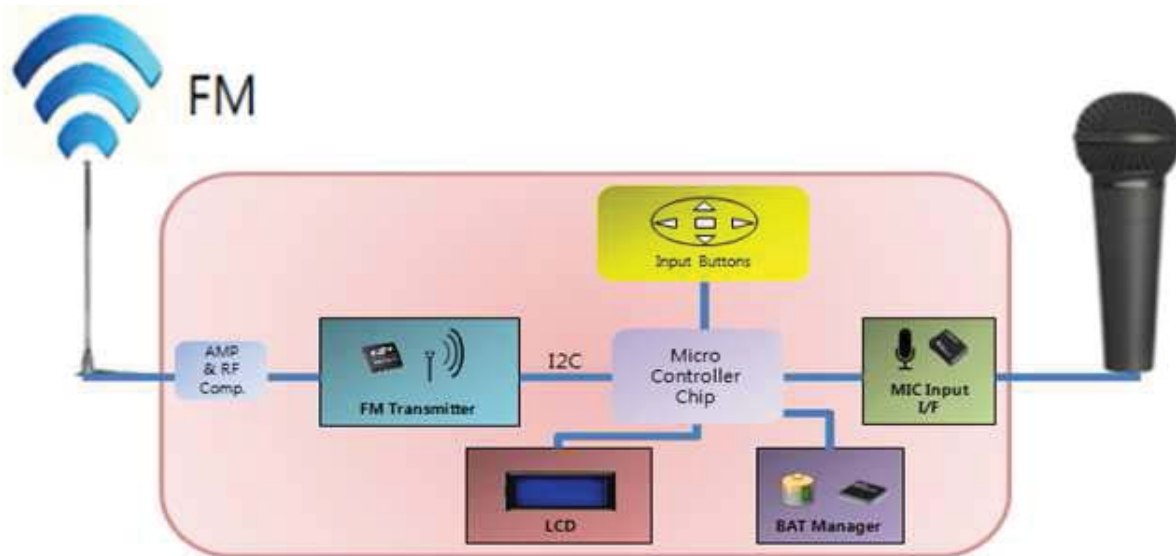 FM
Input Buttons
AMP
& RF
Comp.
FM Transmitter
I2C
Micro
Controller
Chip
MIC Input
I/F
LCD
BAT Manager